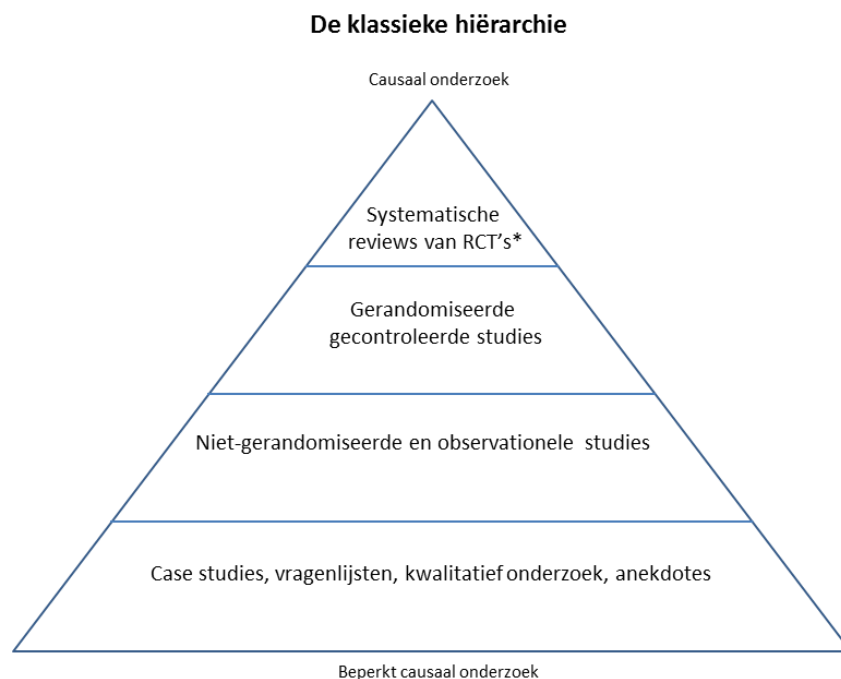 De klassieke hiërarchie
Causaal onderzoek
Systematische
reviews van RCT's*
Gerandomiseerde
gecontroleerde studies
Niet-gerandomiseerde en observationele studies
Case studies, vragenlijsten, kwalitatief onderzoek, anekdotes
Beperkt causaal onderzoek